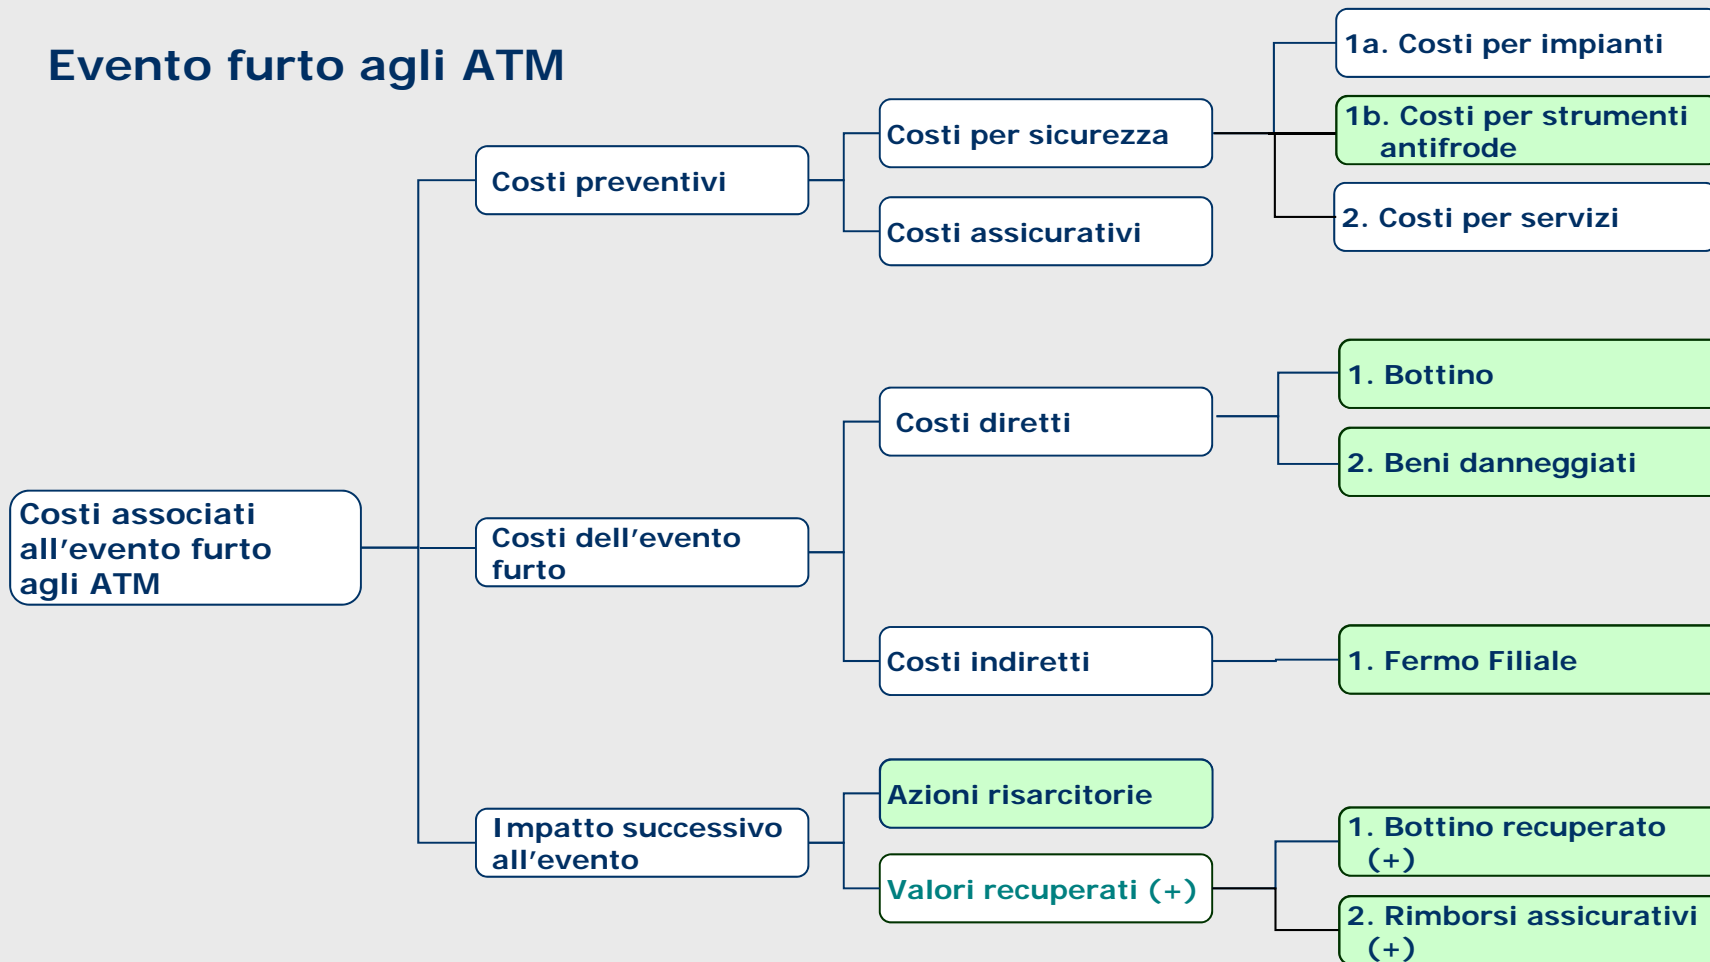 Evento furto agli ATM
1a. Costi per impianti
1b. Costi per strumenti
antifrode
Costi per sicurezza
Costi preventivi
2. Costi per servizi
Costi assicurativi
1. Bottino
Costi diretti
2. Beni danneggiati
Costi associati
all’evento furto
agli ATM
Costi dell’evento
furto
Costi indiretti
1. Fermo Filiale
Azioni risarcitorie
Impatto successivo
all’evento
1. Bottino recuperato
(+)
Valori recuperati (+)
2. Rimborsi assicurativi
(+)